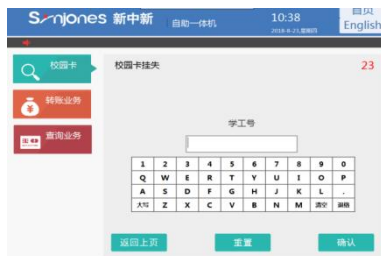 Synjones 新中新
自助一体机
10:38
2018-8-23,星期四
首页
English
校园卡
转账业务
查询业务
校园卡挂失
23
学工号
1 2 3 4 5 6 7 8 9 0
Q W E R T Y U I O P
A S D F G H J K L .
大写 Z X C V B N M 清空 退格
返回上页
重置
确认